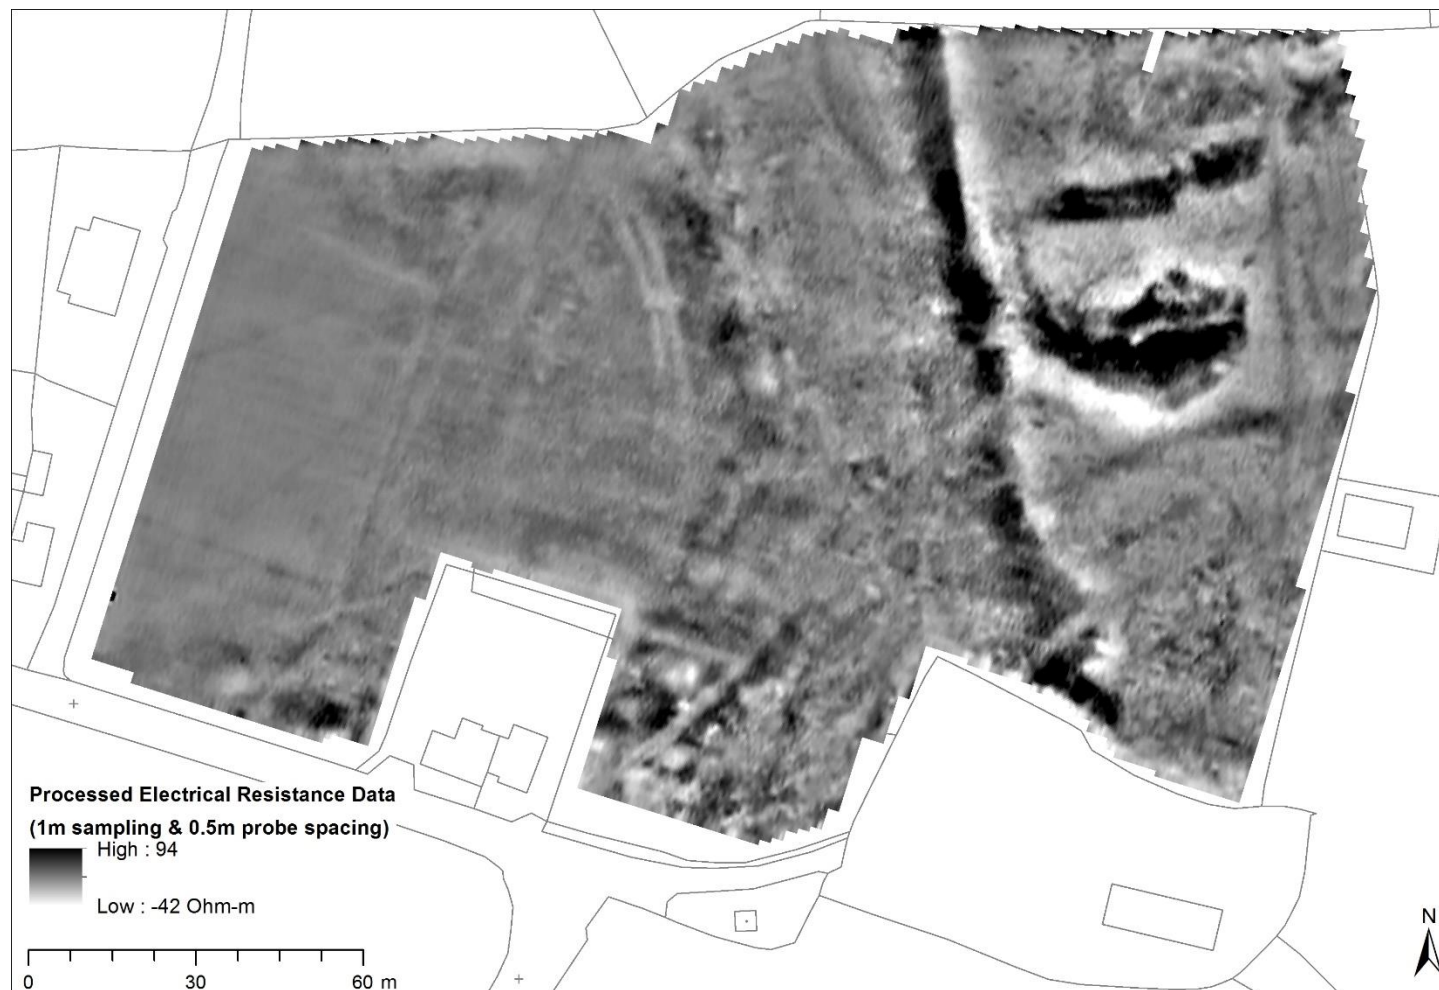 Processed Electrical Resistance Data
(1m sampling & 0.5m probe spacing)
High : 94
Low : -42 Ohm-m
0 30 60 m
N